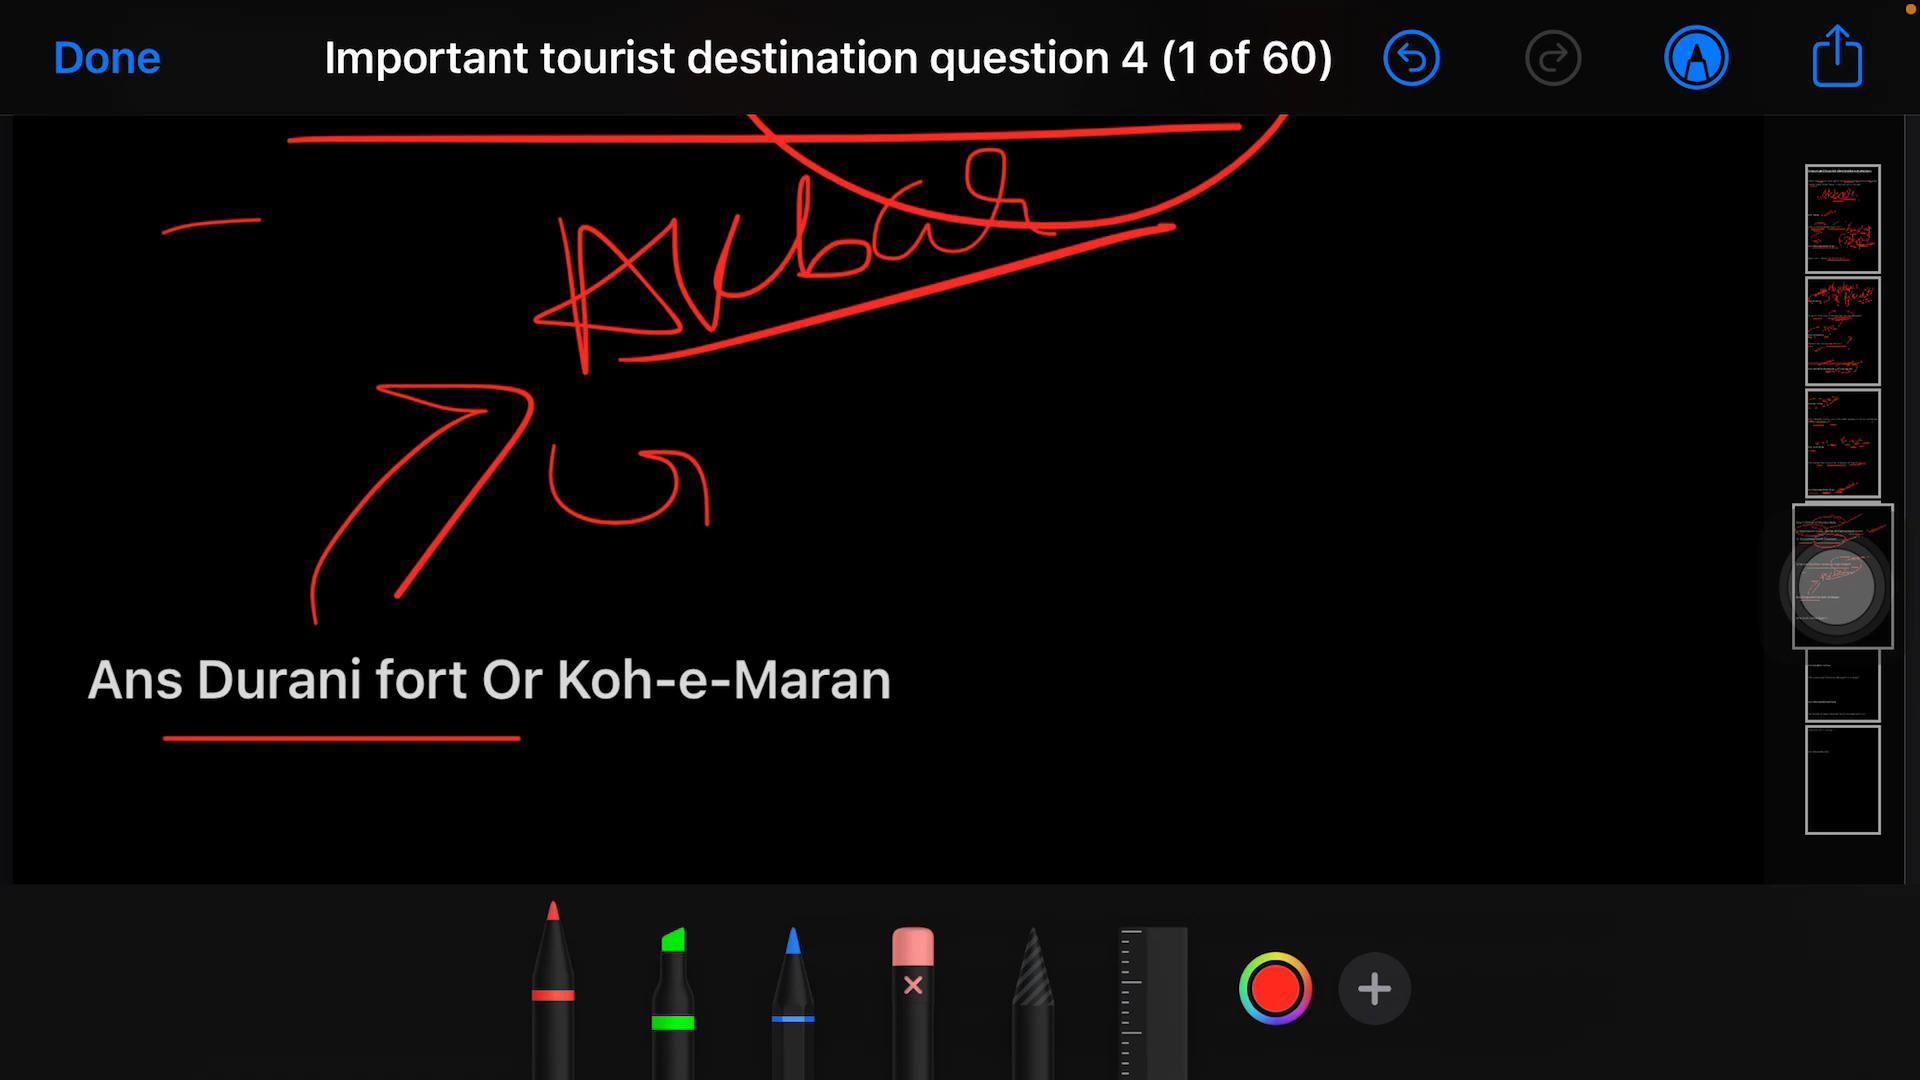 Done Important tourist destination question 4 (1 of 60)
Akbar
Ans Durani fort Or Koh-e-Maran